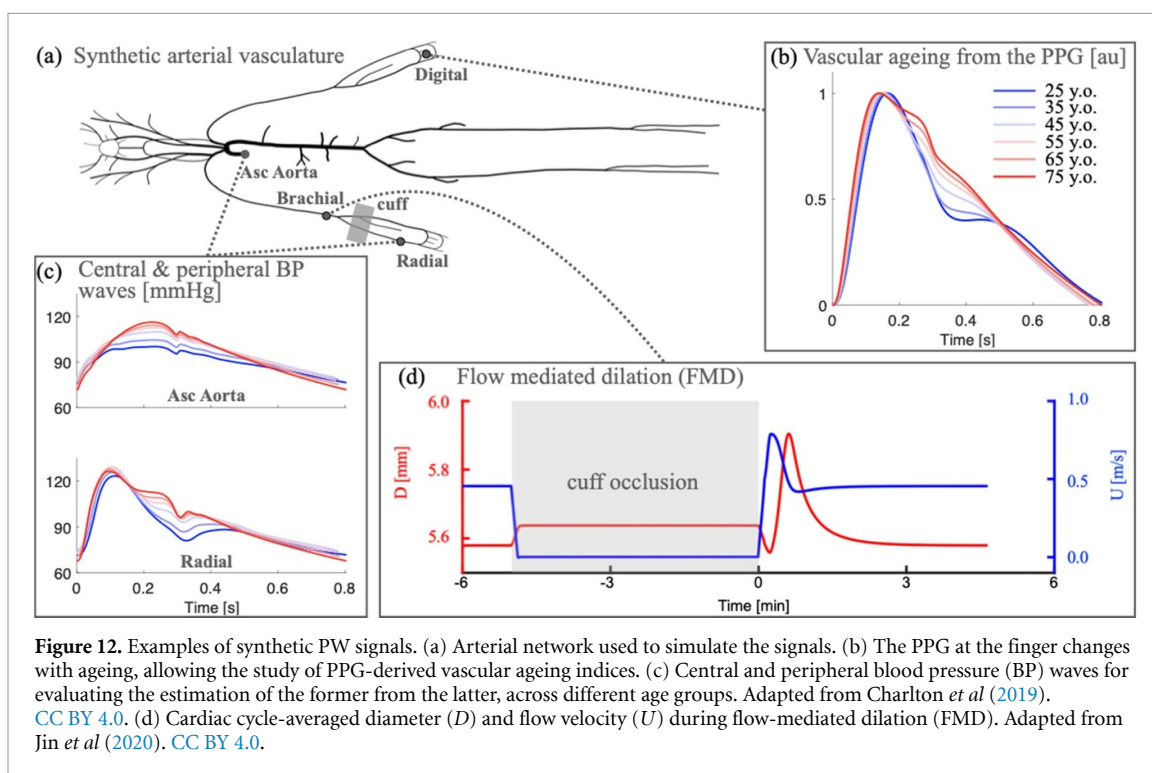 (a) Synthetic arterial vasculature
Digital
Asc Aorta
Brachial
cuff
Radial
(b) Vascular ageing from the PPG [au]
25 y.o.
35 y.o.
45 y.o.
55 y.o.
65 y.o.
75 y.o.
1
0.5
0
0 0.2 0.4 0.6 0.8
Time [s]
(c) Central & peripheral BP
waves [mmHg]
120
90
60
Asc Aorta
120
90
60
Radial
0 0.2 0.4 0.6 0.8
Time [s]
(d) Flow mediated dilation (FMD)
6.0
5.8
5.6
D [mm]
cuff occlusion
1.0
0.5
0.0
U [m/s]
-6 -3 0 3 6
Time [min]
Figure 12. Examples of synthetic PW signals. (a) Arterial network used to simulate the signals. (b) The PPG at the finger changes
with ageing, allowing the study of PPG-derived vascular ageing indices. (c) Central and peripheral blood pressure (BP) waves for
evaluating the estimation of the former from the latter, across different age groups. Adapted from Charlton et al (2019).
CC BY 4.0. (d) Cardiac cycle-averaged diameter (D) and flow velocity (U) during flow-mediated dilation (FMD). Adapted from
Jin et al (2020). CC BY 4.0.